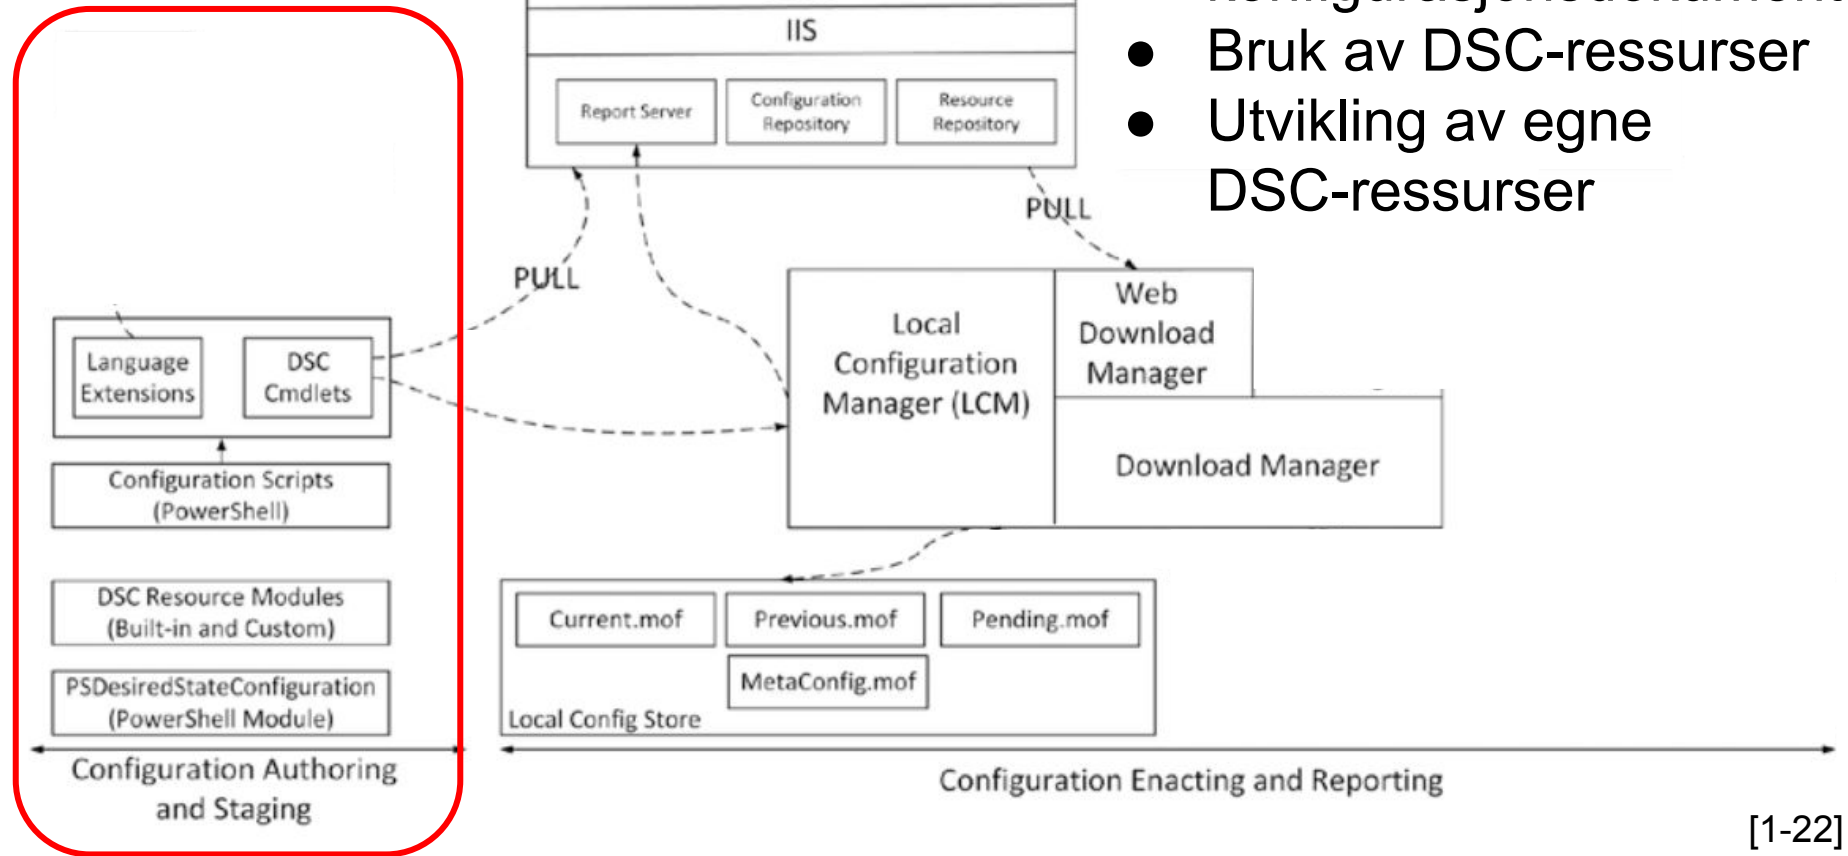 IIS
Report Server
Configuration
Repository
Resource
Repository
● Bruk av DSC-ressurser
● Utvikling av egne
DSC-ressurser
PULL
PULL
Language
Extensions
DSC
Cmdlets
Configuration Scripts
(PowerShell)
DSC Resource Modules
(Built-in and Custom)
PSDesiredStateConfiguration
(PowerShell Module)
Configuration Authoring
and Staging
Local
Configuration
Manager (LCM)
Web
Download
Manager
Download Manager
Current.mof
Previous.mof
Pending.mof
MetaConfig.mof
Local Config Store
Configuration Enacting and Reporting
[1-22]